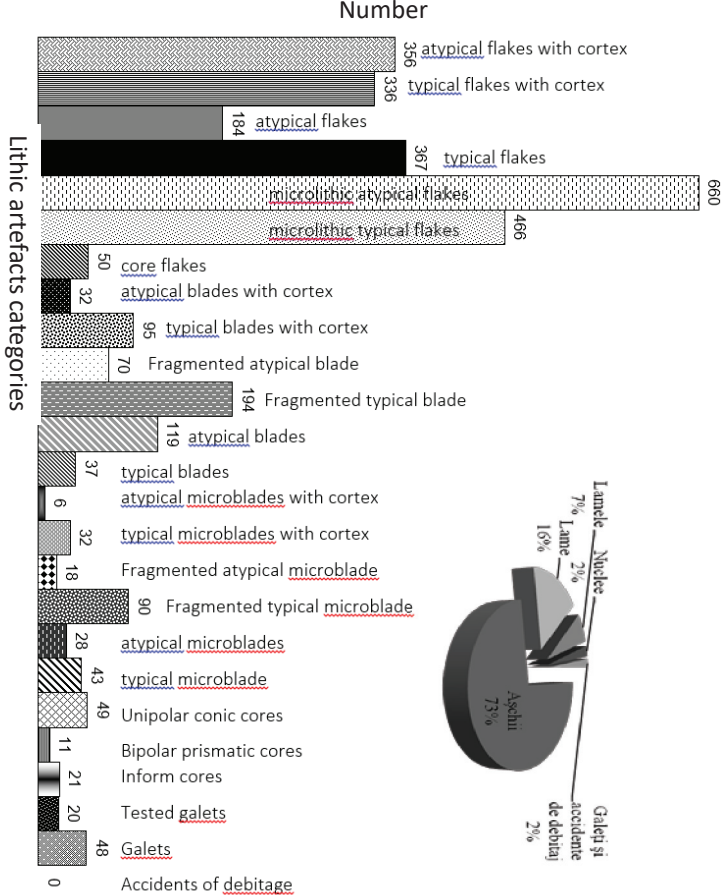 Number
Lithic artefacts categories
356 atypical flakes with cortex
336 typical flakes with cortex
184 atypical flakes
367 typical flakes
microlithic atypical flakes 660
microlithic typical flakes 466
50 core flakes
32 atypical blades with cortex
95 typical blades with cortex
70 Fragmented atypical blade
194 Fragmented typical blade
119 atypical blades
37 typical blades
6 atypical microblades with cortex
32 typical microblades with cortex
18 Fragmented atypical microblade
90 Fragmented typical microblade
28 atypical microblades
43 typical microblade
49 Unipolar conic cores
11 Bipolar prismatic cores
21 Inform cores
20 Tested galets
48 Galets
0 Accidents of debitage
Lamele
7%
Nuclee
2%
Lame
16%
Așchii
73%
Galeți și
accidente
de debitaj
2%